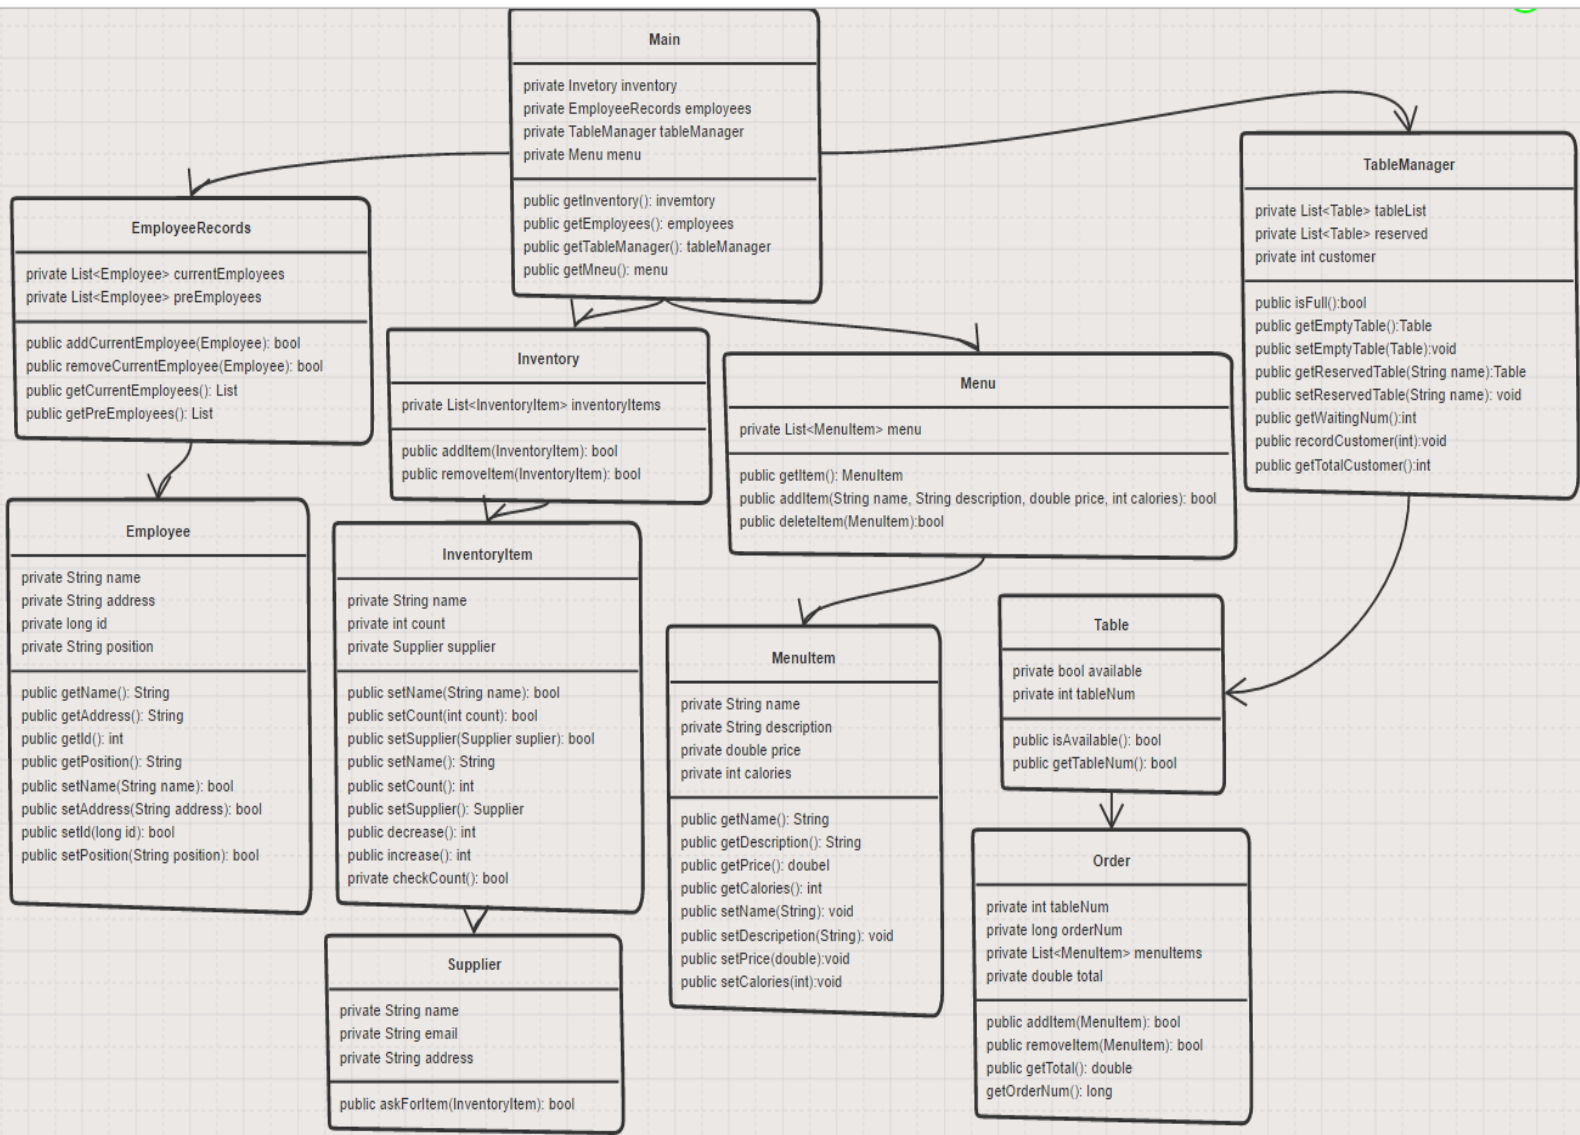 Main
private Invetory inventory
private EmployeeRecords employees
private TableManager tableManager
private Menu menu
public getInventory(): invemtory
public getEmployees(): employees
public getTableManager(): tableManager
public getMneu(): menu
EmployeeRecords
private List<Employee> currentEmployees
private List<Employee> preEmployees
public addCurrentEmployee(Employee): bool
public removeCurrentEmployee(Employee): bool
public getCurrentEmployees(): List
public getPreEmployees(): List
TableManager
private List<Table> tableList
private List<Table> reserved
private int customer
public isFull():bool
public getEmptyTable():Table
public setEmptyTable(Table):void
public getReservedTable(String name):Table
public setReservedTable(String name): void
public getWaitingNum():int
public recordCustomer(int):void
public getTotalCustomer():int
Inventory
private List<InventoryItem> inventoryItems
public addItem(InventoryItem): bool
public removeItem(InventoryItem): bool
Menu
private List<MenuItem> menu
public getItem(): MenuItem
public addItem(String name, String description, double price, int calories): bool
public deleteItem(MenuItem):bool
Employee
private String name
private String address
private long id
private String position
public getName(): String
public getAddress(): String
public getId(): int
public getPosition(): String
public setName(String name): bool
public setAddress(String address): bool
public setId(long id): bool
public setPosition(String position): bool
InventoryItem
private String name
private int count
private Supplier supplier
public setName(String name): bool
public setCount(int count): bool
public setSupplier(Supplier suplier): bool
public setName(): String
public setCount(): int
public setSupplier(): Supplier
public decrease(): int
public increase(): int
private checkCount(): bool
MenuItem
private String name
private String description
private double price
private int calories
public getName(): String
public getDescription(): String
public getPrice(): doubel
public getCalories(): int
public setName(String): void
public setDescripetion(String): void
public setPrice(double):void
public setCalories(int):void
Table
private bool available
private int tableNum
public isAvailable(): bool
public getTableNum(): bool
Order
private int tableNum
private long orderNum
private List<MenuItem> menuItems
private double total
public addItem(MenuItem): bool
public removeItem(MenuItem): bool
public getTotal(): double
getOrderNum(): long
Supplier
private String name
private String email
private String address
public askForItem(InventoryItem): bool